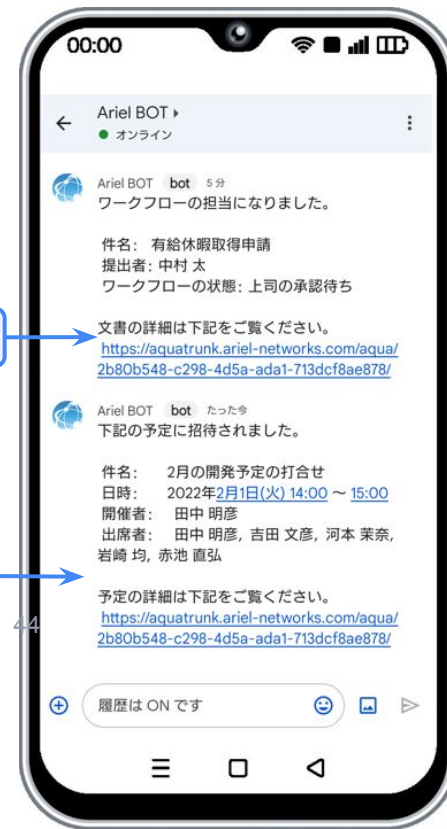 00:00
Ariel BOT
オンライン
Ariel BOT bot 5分
ワークフローの担当になりました。
件名: 有給休暇取得申請
提出者: 中村 太
ワークフローの状態: 上司の承認待ち
文書の詳細は下記をご覧ください。
https://aquatrunk.ariel-networks.com/aqua/
2b80b548-c298-4d5a-ada1-713dcf8ae878/
Ariel BOT bot たった今
下記の予定に招待されました。
件名: 2月の開発予定の打合せ
日時: 2022年2月1日(火) 14:00 ~ 15:00
開催者: 田中 明彦
出席者: 田中 明彦, 吉田 文彦, 河本 茉奈,
岩崎 均, 赤池 直弘
予定の詳細は下記をご覧ください。
https://aquatrunk.ariel-networks.com/aqua/
2b80b548-c298-4d5a-ada1-713dcf8ae878/
44
履歴は ON です